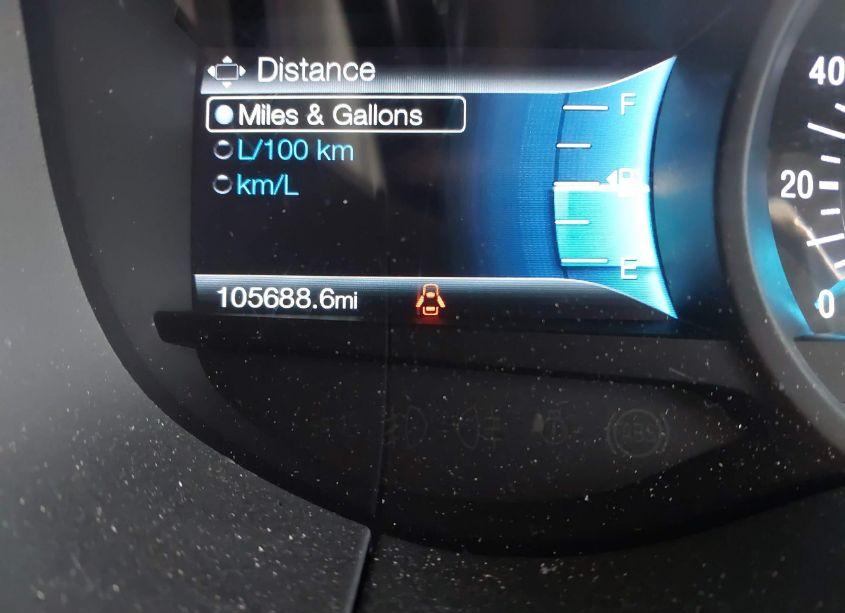 Distance
Miles & Gallons
L/100 km
km/L
F
E
105688.6mi
40
20
0